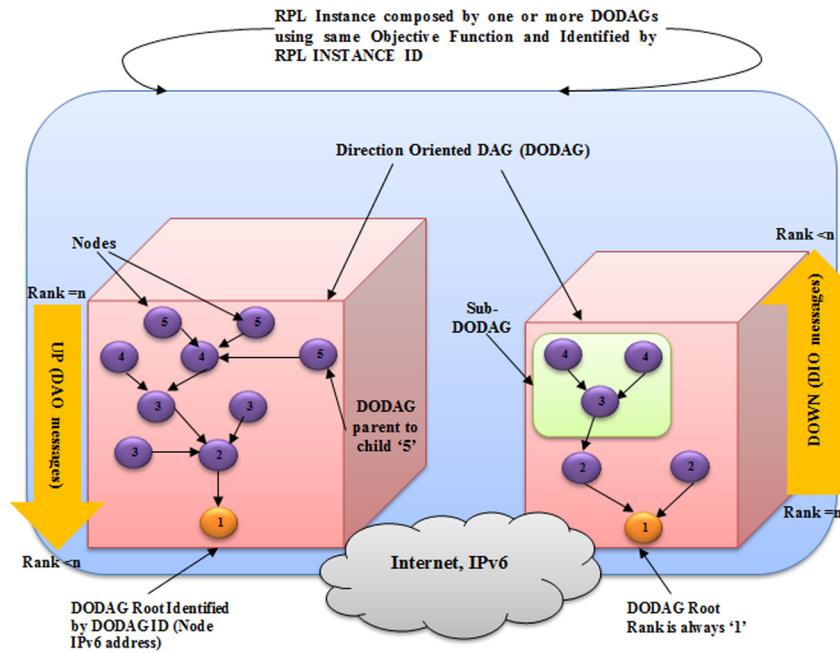 RPL Instance composed by one or more DODAGs
using same Objective Function and Identified by
RPL INSTANCE ID
Direction Oriented DAG (DODAG)
Nodes
Rank =n
UP (DAO messages)
Rank <n
5
5
4
4
5
3
3
3
2
1
DODAG
parent to
child ‘5’
DODAG Root Identified
by DODAG ID (Node
IPv6 address)
Internet, IPv6
Sub-
DODAG
4
4
3
2
2
1
Rank <n
DOWN (DIO messages)
Rank =n
DODAG Root
Rank is always ‘1’